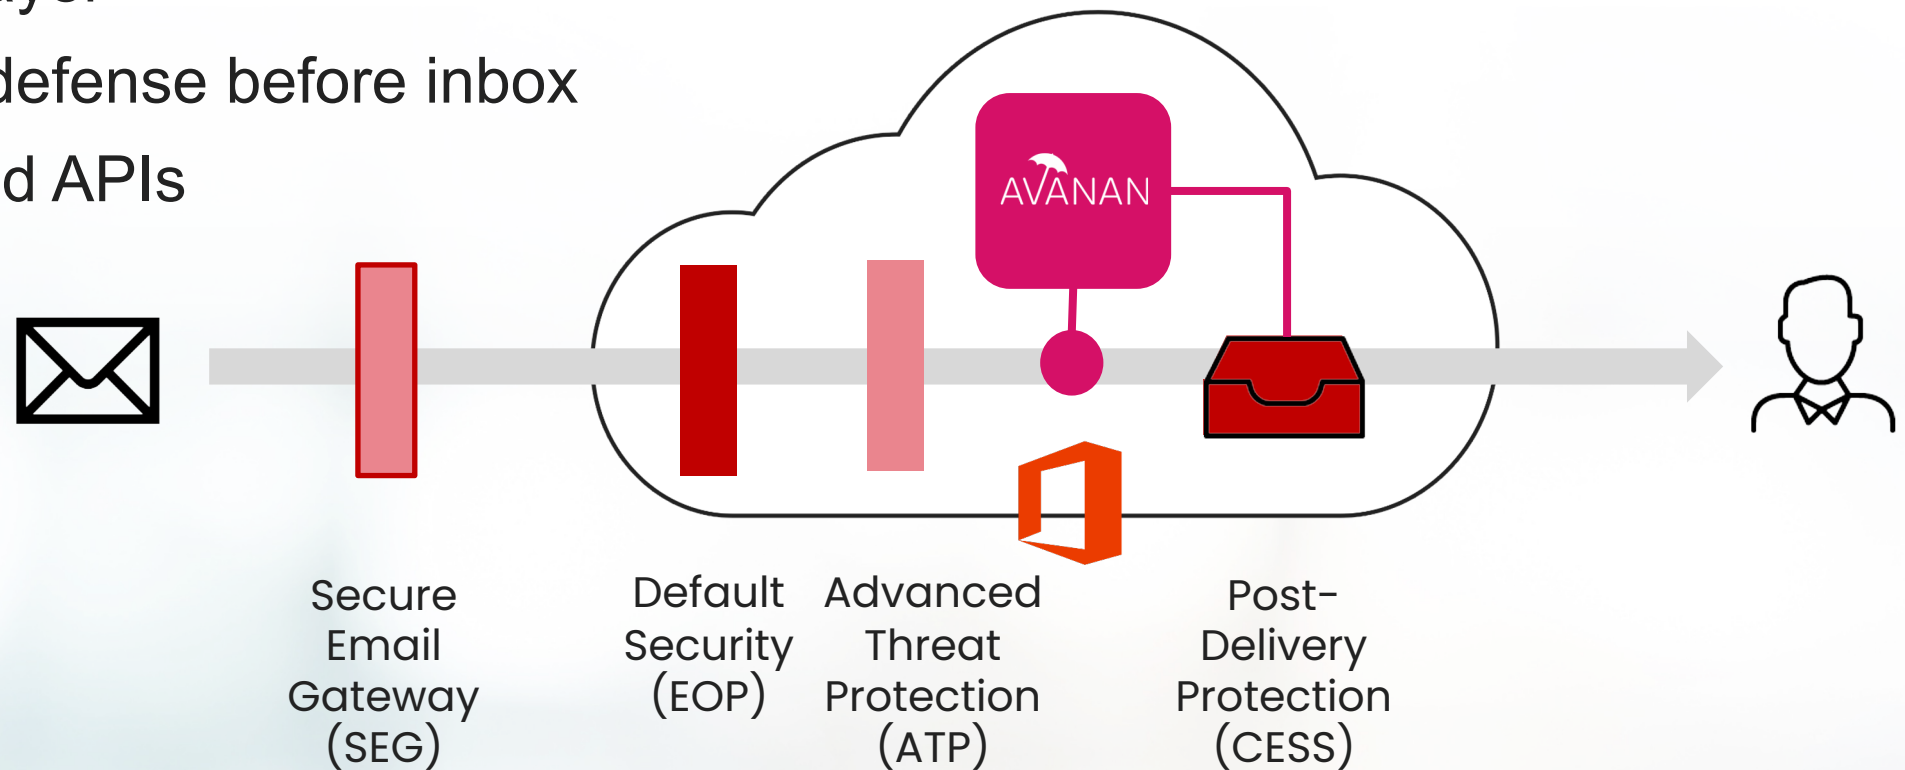 defense before inbox
d APIs
AVANAN
Secure
Email
Gateway
(SEG)
Default
Security
(EOP)
Advanced
Threat
Protection
(ATP)
Post-
Delivery
Protection
(CESS)